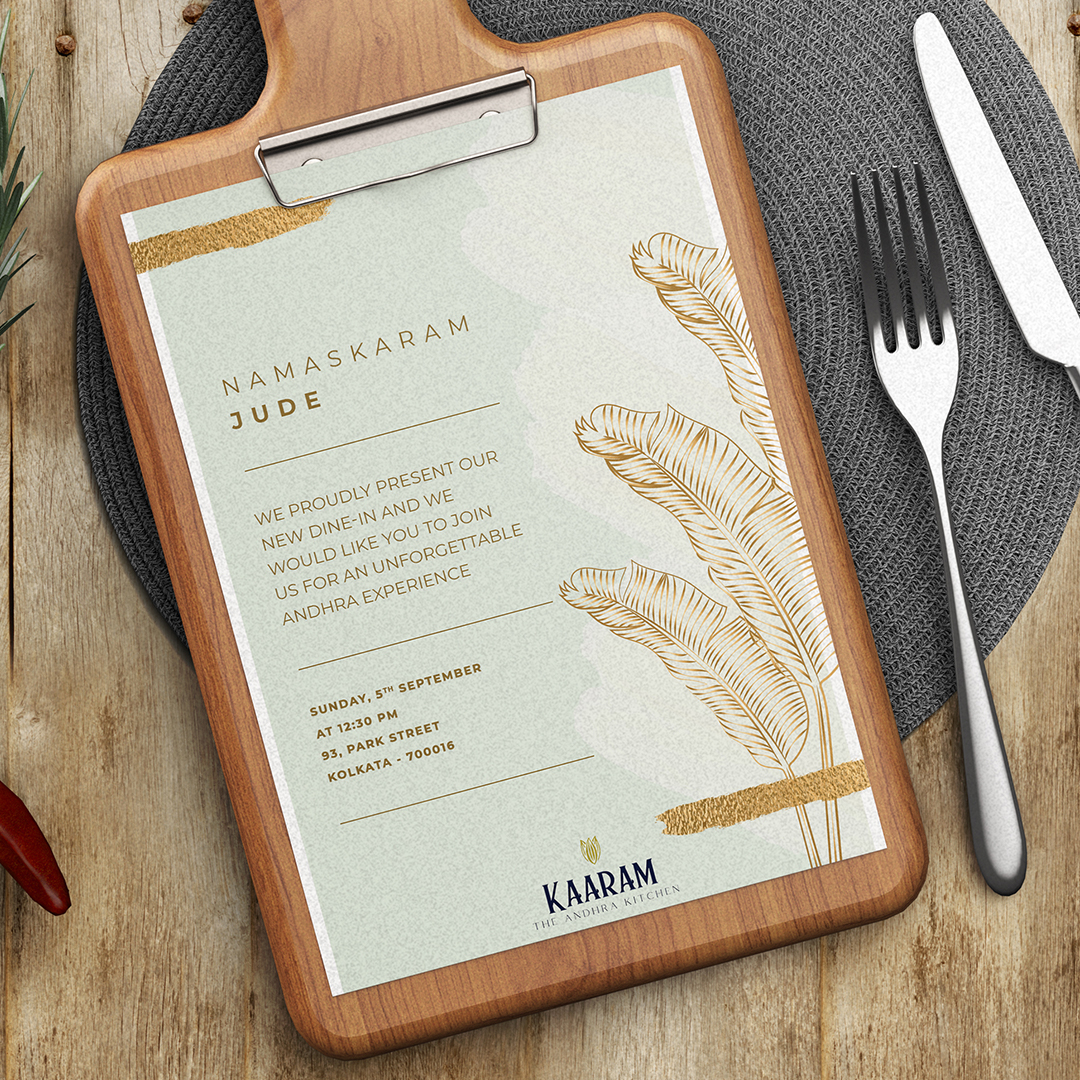 NAMASKARAM
JUDE
WE PROUDLY PRESENT OUR
NEW DINE-IN AND WE
WOULD LIKE YOU TO JOIN
US FOR AN UNFORGETTABLE
ANDHRA EXPERIENCE
SUNDAY, 5TH SEPTEMBER
AT 12:30 PM
93, PARK STREET
KOLKATA - 700016
KAARAM
THE ANDHRA KITCHEN